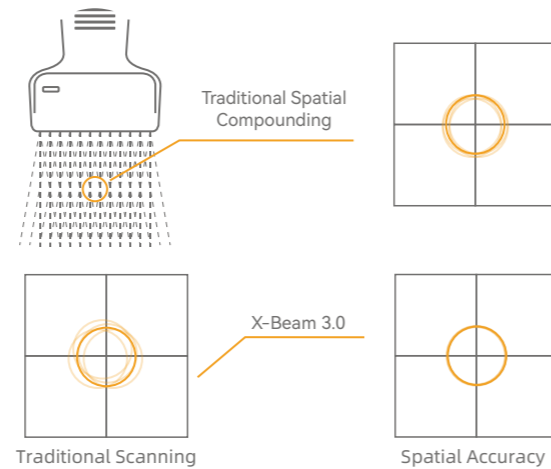 Traditional Spatial
Compounding
X-Beam 3.0
Traditional Scanning
Spatial Accuracy